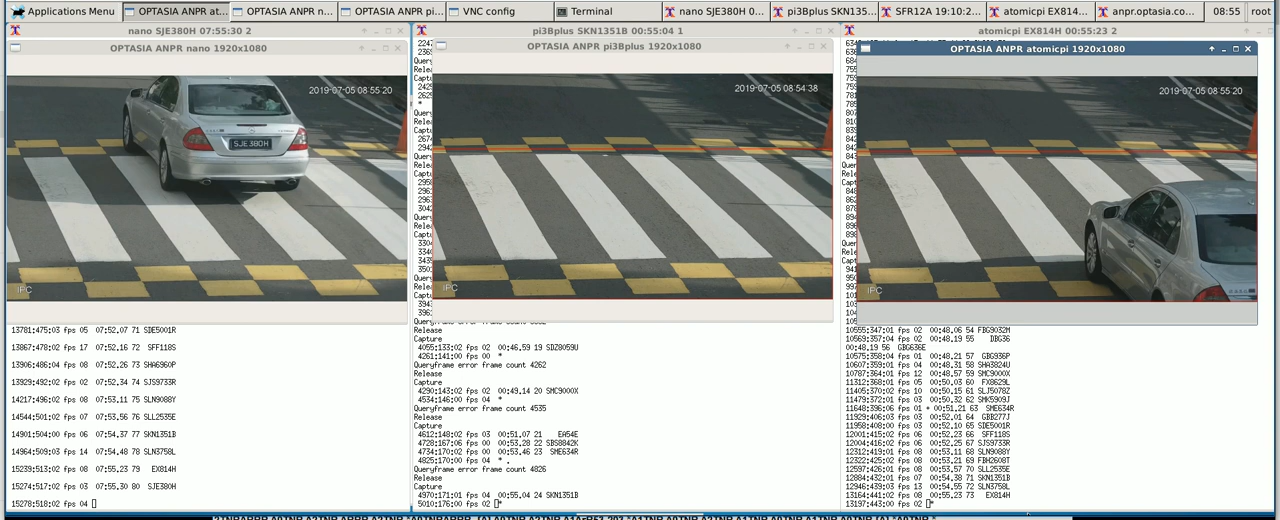 Applications Menu
OPTASIA ANPR at...
OPTASIA ANPR n...
OPTASIA ANPR pi...
VNC config
Terminal
nano SJE380H 0...
pi3Bplus SKN135...
SFR12A 19:10:2...
atomicpi EX814...
anpr.optasia.co...
08:55
root
nano SJE380H 07:55:30 2
OPTASIA ANPR nano 1920x1080
2019-07-05 08 55 20
SJE380H
IPC
13781:475:03 fps 05 07:52.07 71 SDE5001R
13867:478:02 fps 17 07:52.16 72 SFF118S
13906:486:04 fps 08 07:52.26 73 SHA6960P
13929:492:02 fps 02 07:52.34 74 SJS9733R
14217:496:02 fps 08 07:53.11 75 SLN9088Y
14544:501:02 fps 07 07:53.56 76 SLL2535E
14901:504:00 fps 06 07:54.37 77 SKN1351B
14964:509:03 fps 14 07:54.48 78 SLN3758L
15239:513:02 fps 08 07:55.23 79 EX814H
15274:517:02 fps 03 07:55.30 80 SJE380H
15278:518:02 fps 04
pi3Bplus SKN1351B 00:55:04 1
OPTASIA ANPR pi3Bplus 1920x1080
2019-07-05 08 54 38
IPC
Release
Capture
4055:133:02 fps 02 00:46.59 19 SDZ8059U
4261:141:00 fps *
Queryframe error frame count 4262
Release
Capture
4290:143:02 fps 02 00:49.14 20 SMC9000X
4534:146:00 fps 04 *
Queryframe error frame count 4535
Release
Capture
4612:148:02 fps 03 00:51.07 21 EA54E
4728:167:06 fps 00 00:53.28 22 SBS8842K
4734:170:02 fps 00 00:53.46 23 SME634R
4825:170:00 fps 04 * .
Queryframe error frame count 4826
Release
Capture
4970:171:01 fps 04 00:55.04 24 SKN1351B
5010:176:00 fps 02 *
atomicpi EX814H 00:55:23 2
OPTASIA ANPR atomicpi 1920x1080
2019-07-05 08 55 20
IPC
10555:347:01 fps 02 00:48.06 54 FBG9032M
10569:357:04 fps 02 00:48.19 55 DBG36
00:48.19 56 GBG636E
10575:358:04 fps 01 00:48.21 57 GBG936P
10607:359:01 fps 04 00:48.31 58 SHA3824U
10787:364:01 fps 12 00:48.57 59 SMC9000X
11312:368:01 fps 05 00:50.03 60 FX8629L
11405:370:02 fps 10 00:50.15 61 SLJ5078Z
11479:372:01 fps 03 00:50.32 62 SMK5909J
11648:396:06 fps 01 * 00:51.21 63 SME634R
11929:398:02 fps 03 00:52.01 64 GBB277J
11958:408:00 fps 03 00:52.10 65 SDE5001R
12001:415:02 fps 06 00:52.23 66 SFF118S
12004:416:02 fps 06 00:52.25 67 SJS9733R
12312:419:01 fps 08 00:53.11 68 SLN9088Y
12322:425:01 fps 08 00:53.21 69 FBH2608T
12597:426:01 fps 08 00:53.57 70 SLL2535E
12884:432:01 fps 07 00:54.38 71 SKN1351B
12946:439:03 fps 13 00:54.55 72 SLN3758L
13164:441:02 fps 08 00:55.23 73 EX814H
13197:443:00 fps 02 *